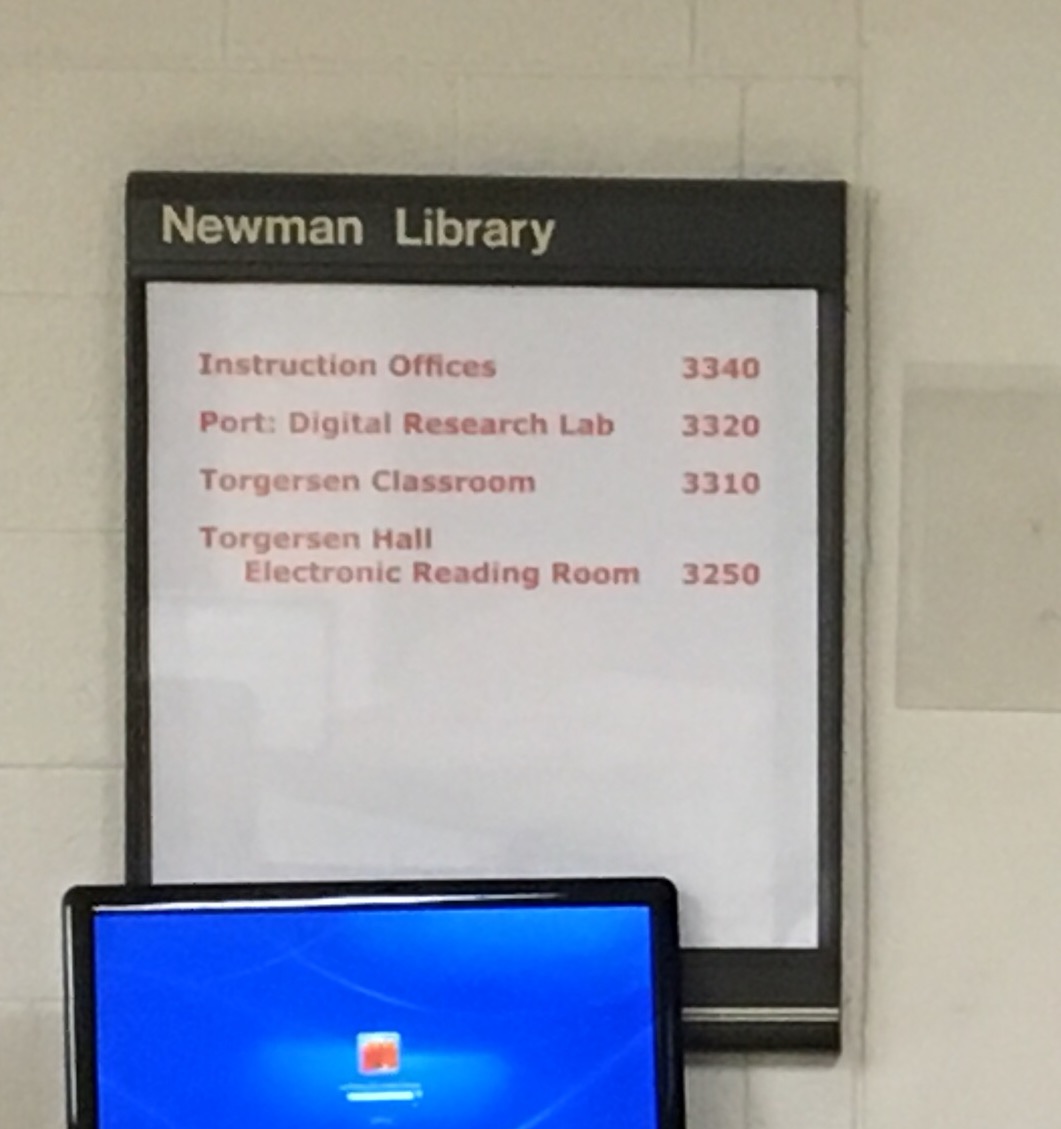 Newman Library
Instruction Offices 3340
Port: Digital Research Lab 3320
Torgersen Classroom 3310
Torgersen Hall
Electronic Reading Room 3250